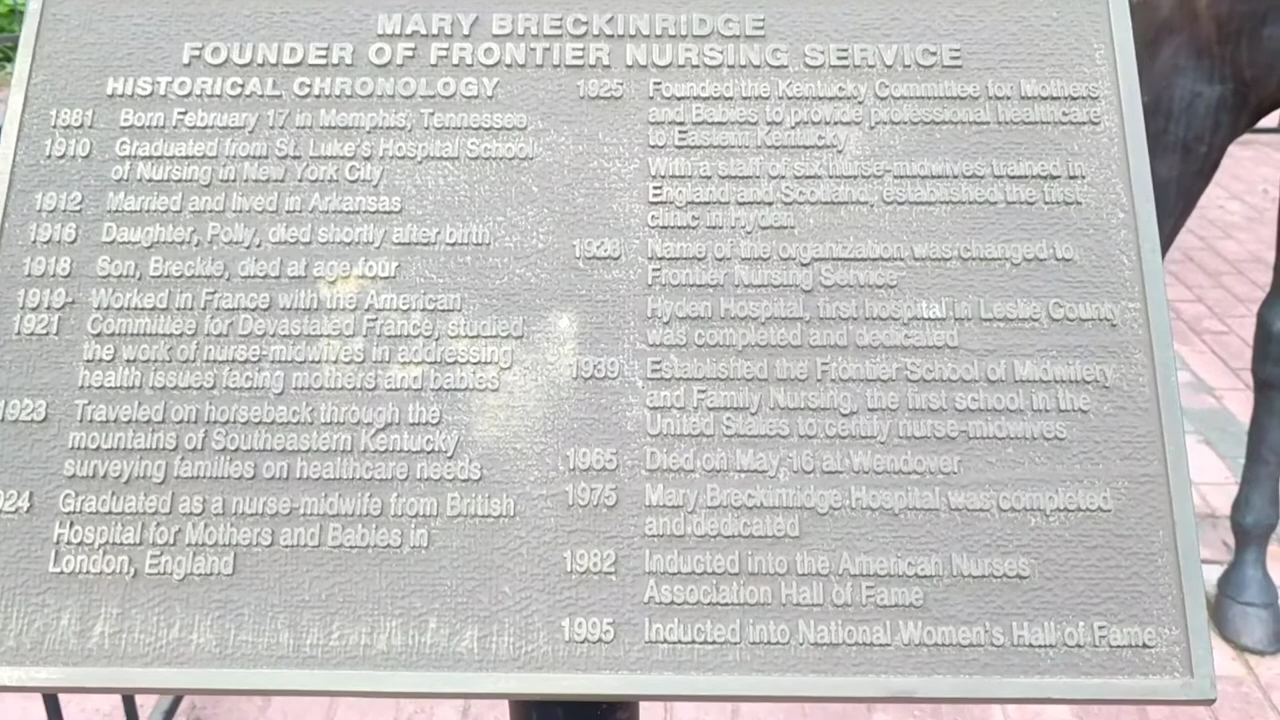 MARY BRECKINRIDGE
FOUNDER OF FRONTIER NURSING SERVICE
HISTORICAL CHRONOLOGY
1881 Born February 17 in Memphis, Tennessee
1910 Graduated from St. Luke's Hospital School
of Nursing in New York City
1912 Married and lived in Arkansas
1916 Daughter, Polly, died shortly after birth
1918 Son, Breckie, died at age four
1919- Worked in France with the American
1921 Committee for Devastated France, studied
the work of nurse-midwives in addressing
health issues facing mothers and babies
1923 Traveled on horseback through the
mountains of Southeastern Kentucky
surveying families on healthcare needs
24 Graduated as a nurse-midwife from British
Hospital for Mothers and Babies in
London, England
1925 Founded the Kentucky Committee for Mothers
and Babies to provide professional healthcare
to Eastern Kentucky
With a staff of six nurse-midwives trained in
England and Scotland, established the first
clinic in Hyden
1928 Name of the organization was changed to
Frontier Nursing Service
Hyden Hospital, first hospital in Leslie County
was completed and dedicated
1939 Established the Frontier School of Midwifery
and Family Nursing, the first school in the
United States to certify nurse-midwives
1965 Died on May 16 at Wendover
1975 Mary Breckinridge Hospital was completed
and dedicated
1982 Inducted into the American Nurses
Association Hall of Fame
1995 Inducted into National Women's Hall of Fame